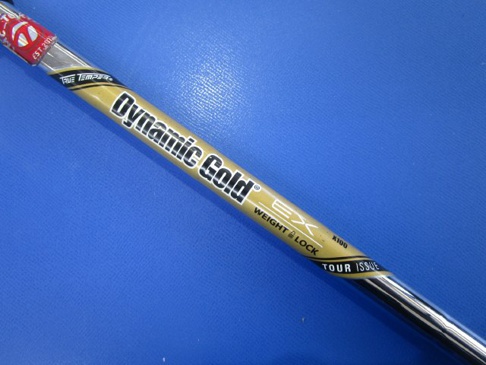 TRUE TEMPER®
Dynamic Gold®
EX
X100
WEIGHT LOCK
TOUR ISSUE